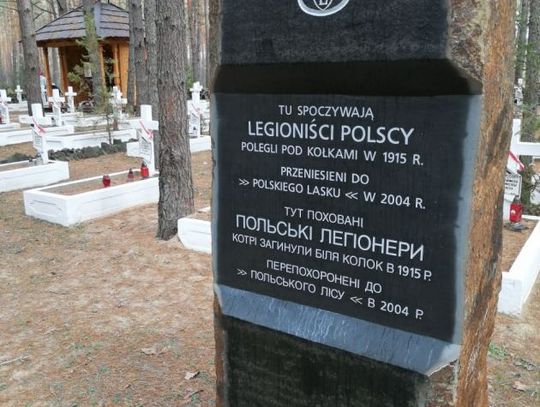 TU SPOCZYWAJĄ
LEGIONIŚCI POLSCY
POLEGLI POD KOŁKAMI W 1915 R.
PRZENIESIENI DO
>> POLSKIEGO LASKU << W 2004 R.
ТУТ ПОХОВАНІ
ПОЛЬСЬКІ ЛЕГІОНЕРИ
КОТРІ ЗАГИНУЛИ БІЛЯ КОЛОК В 1915 Р.
ПЕРЕПОХОРОНЕНІ ДО
>> ПОЛЬСЬКОГО ЛІСУ << В 2004 Р.